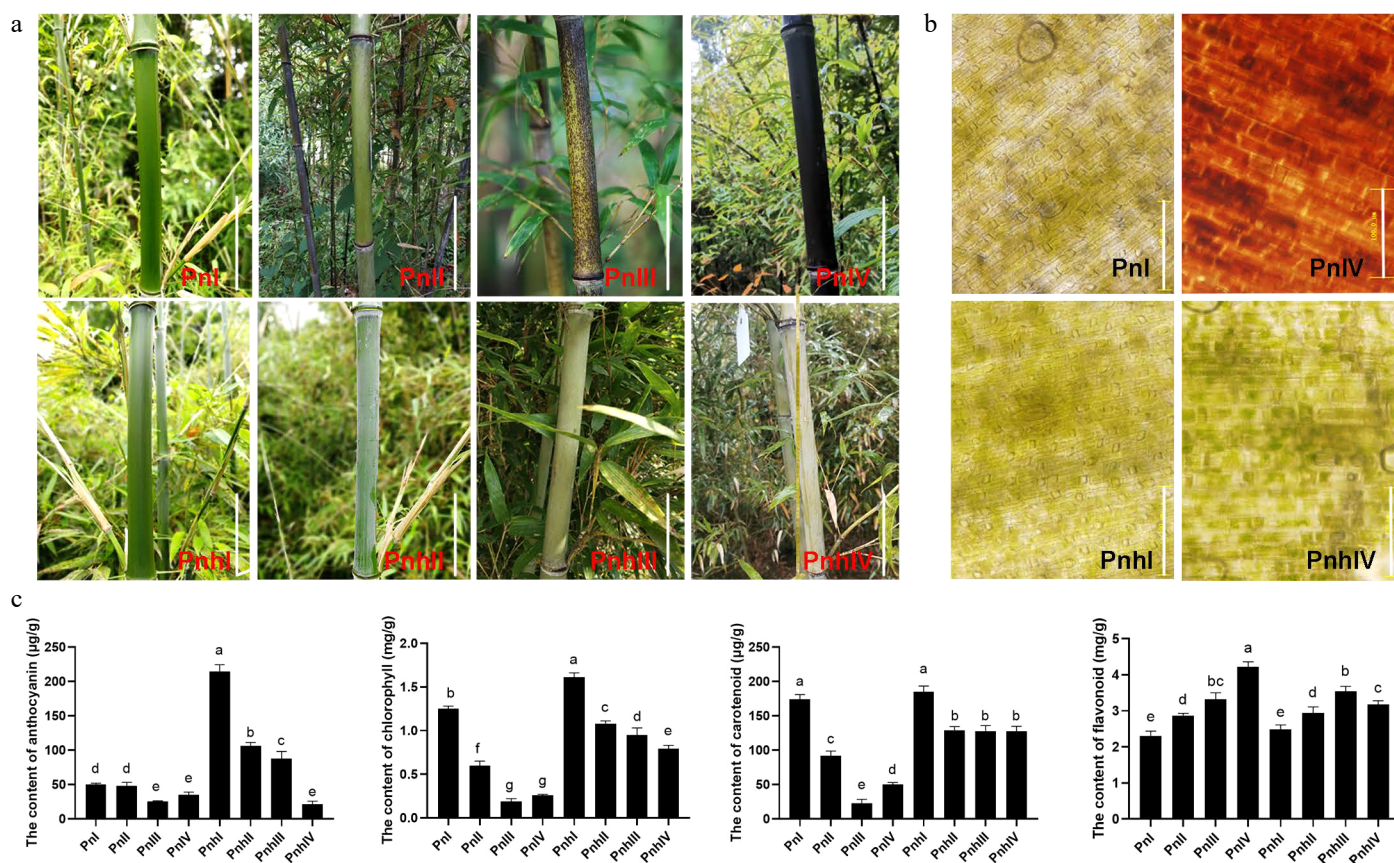 a
b
PnI
PnII
PnIII
PnIV
PnI
PnIV
PnhI
PnhII
PnhIII
PnhIV
PnhI
PnhIV
c
The content of anthocyanin (μg/g)
250
200
150
100
50
0
d
d
e
e
a
b
c
e
PnI
PnII
PnIII
PnIV
PnhI
PnhII
PnhIII
PnhIV
The content of chlorophyll (mg/g)
2.0
1.5
1.0
0.5
0.0
b
f
g
g
a
c
d
e
PnI
PnII
PnIII
PnIV
PnhI
PnhII
PnhIII
PnhIV
The content of carotenoid (μg/g)
250
200
150
100
50
0
a
c
e
d
a
b
b
b
PnI
PnII
PnIII
PnIV
PnhI
PnhII
PnhIII
PnhIV
The content of flavonoid (mg/g)
5
4
3
2
1
0
e
d
bc
a
e
d
b
c
PnI
PnII
PnIII
PnIV
PnhI
PnhII
PnhIII
PnhIV